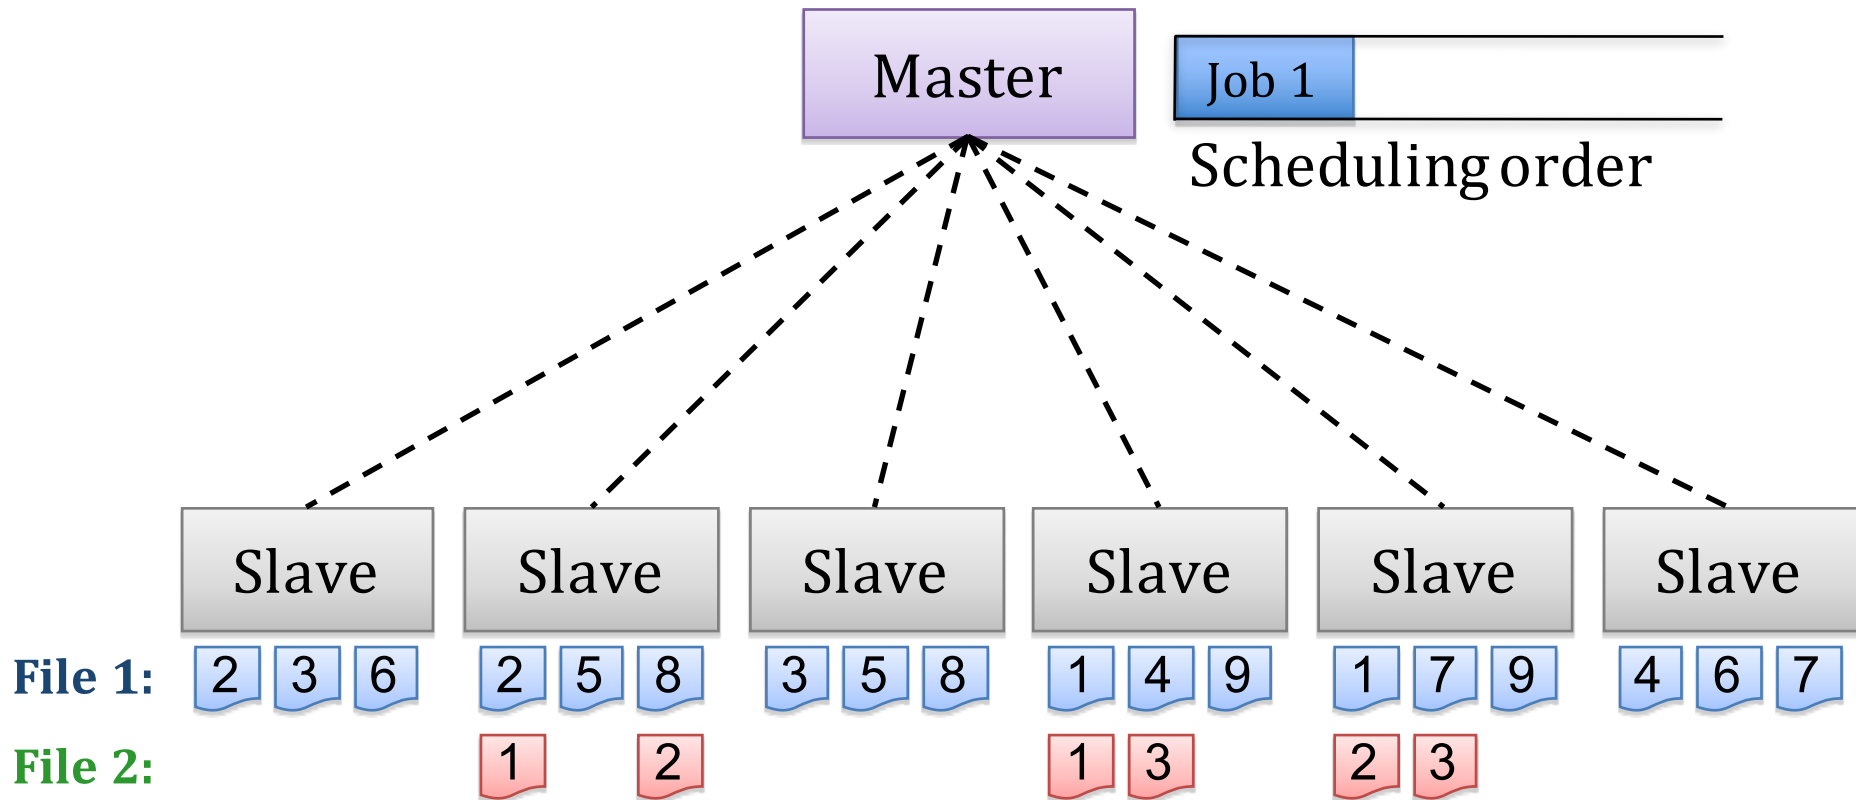 Master
Job 1
Scheduling order
Slave Slave Slave Slave Slave Slave
File 1: 2 3 6 2 5 8 3 5 8 1 4 9 1 7 9 4 6 7
File 2: 1 2 1 3 2 3